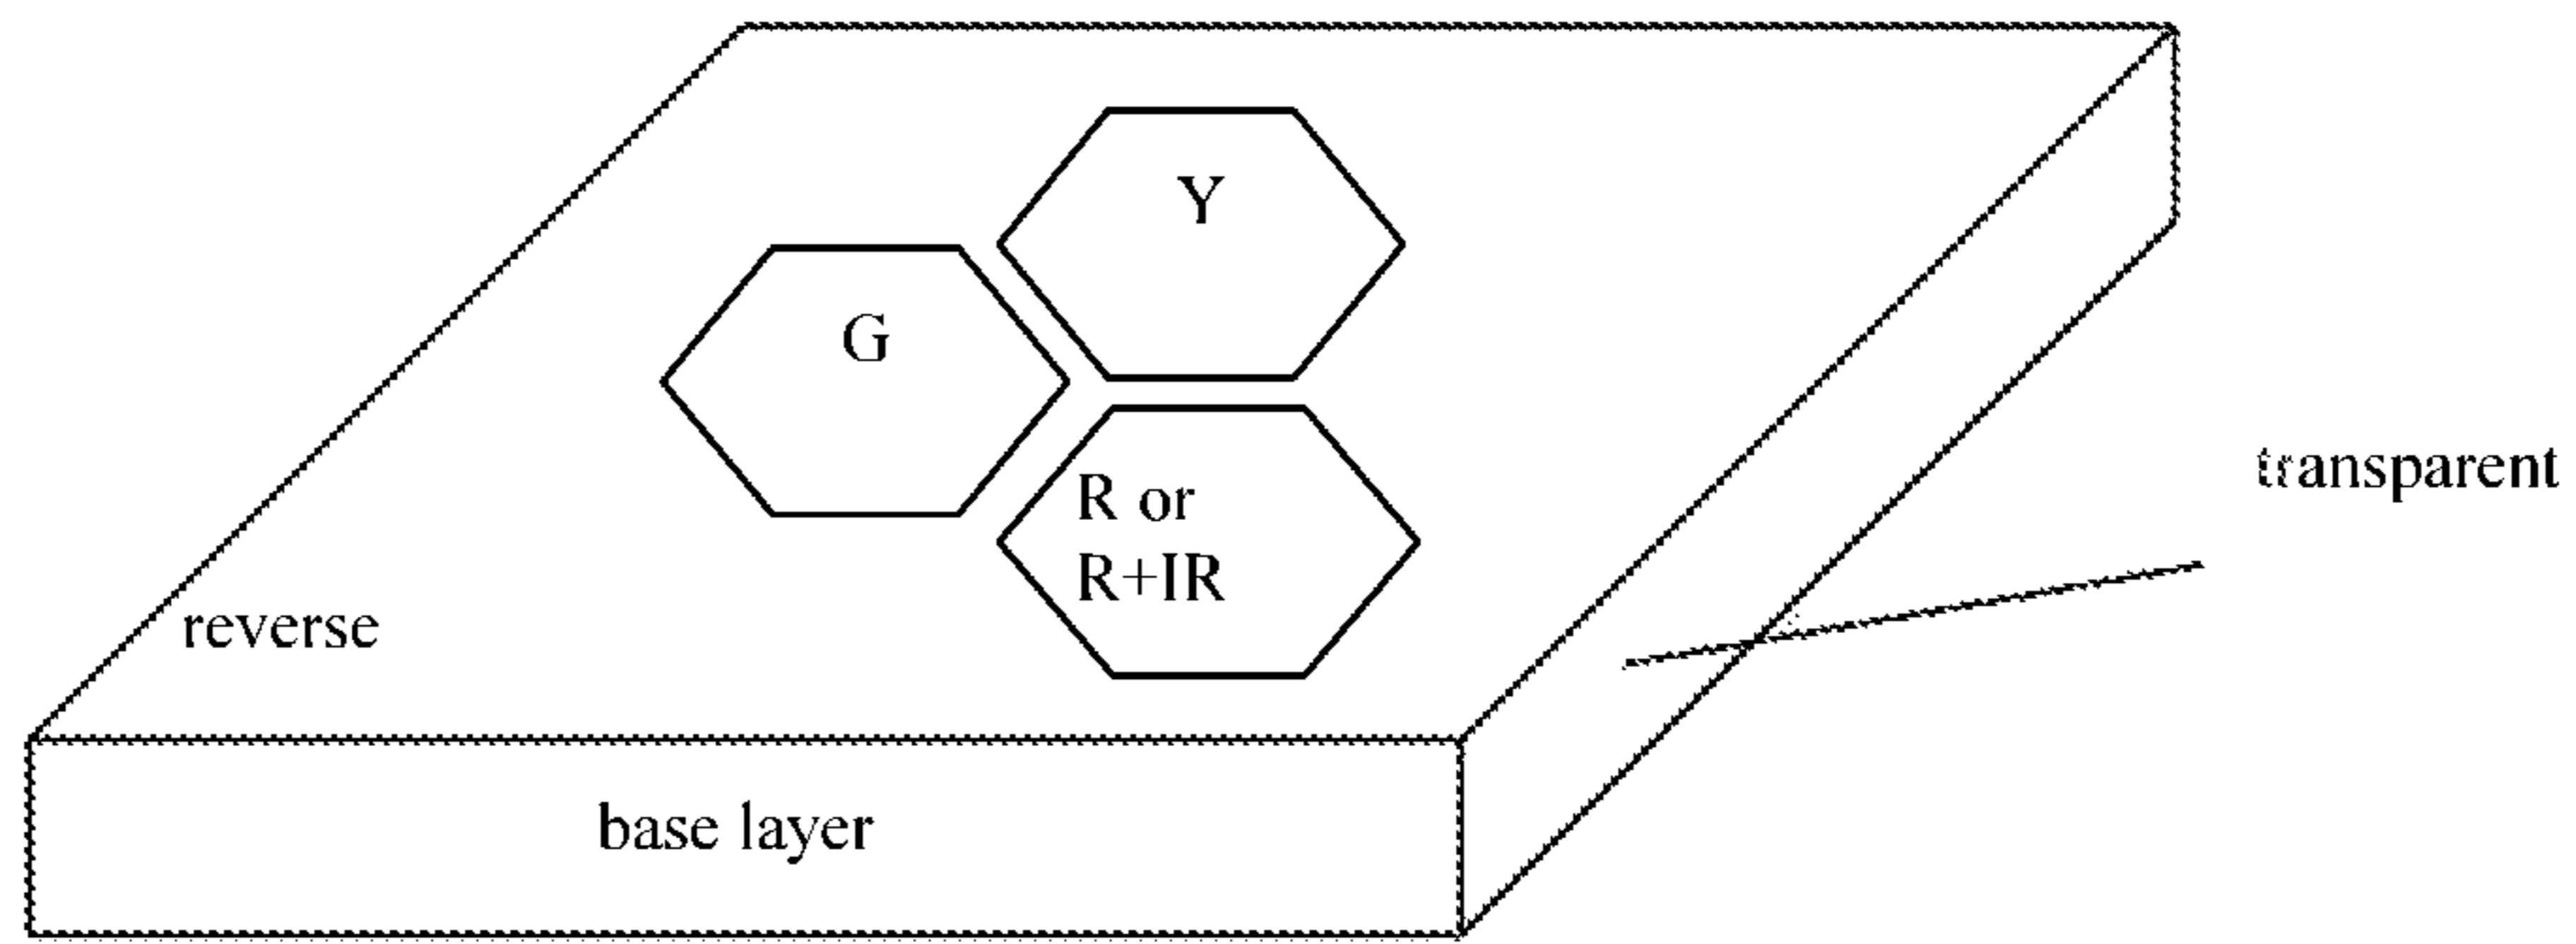 Y
G
R or
R+IR
transparent
reverse
base layer